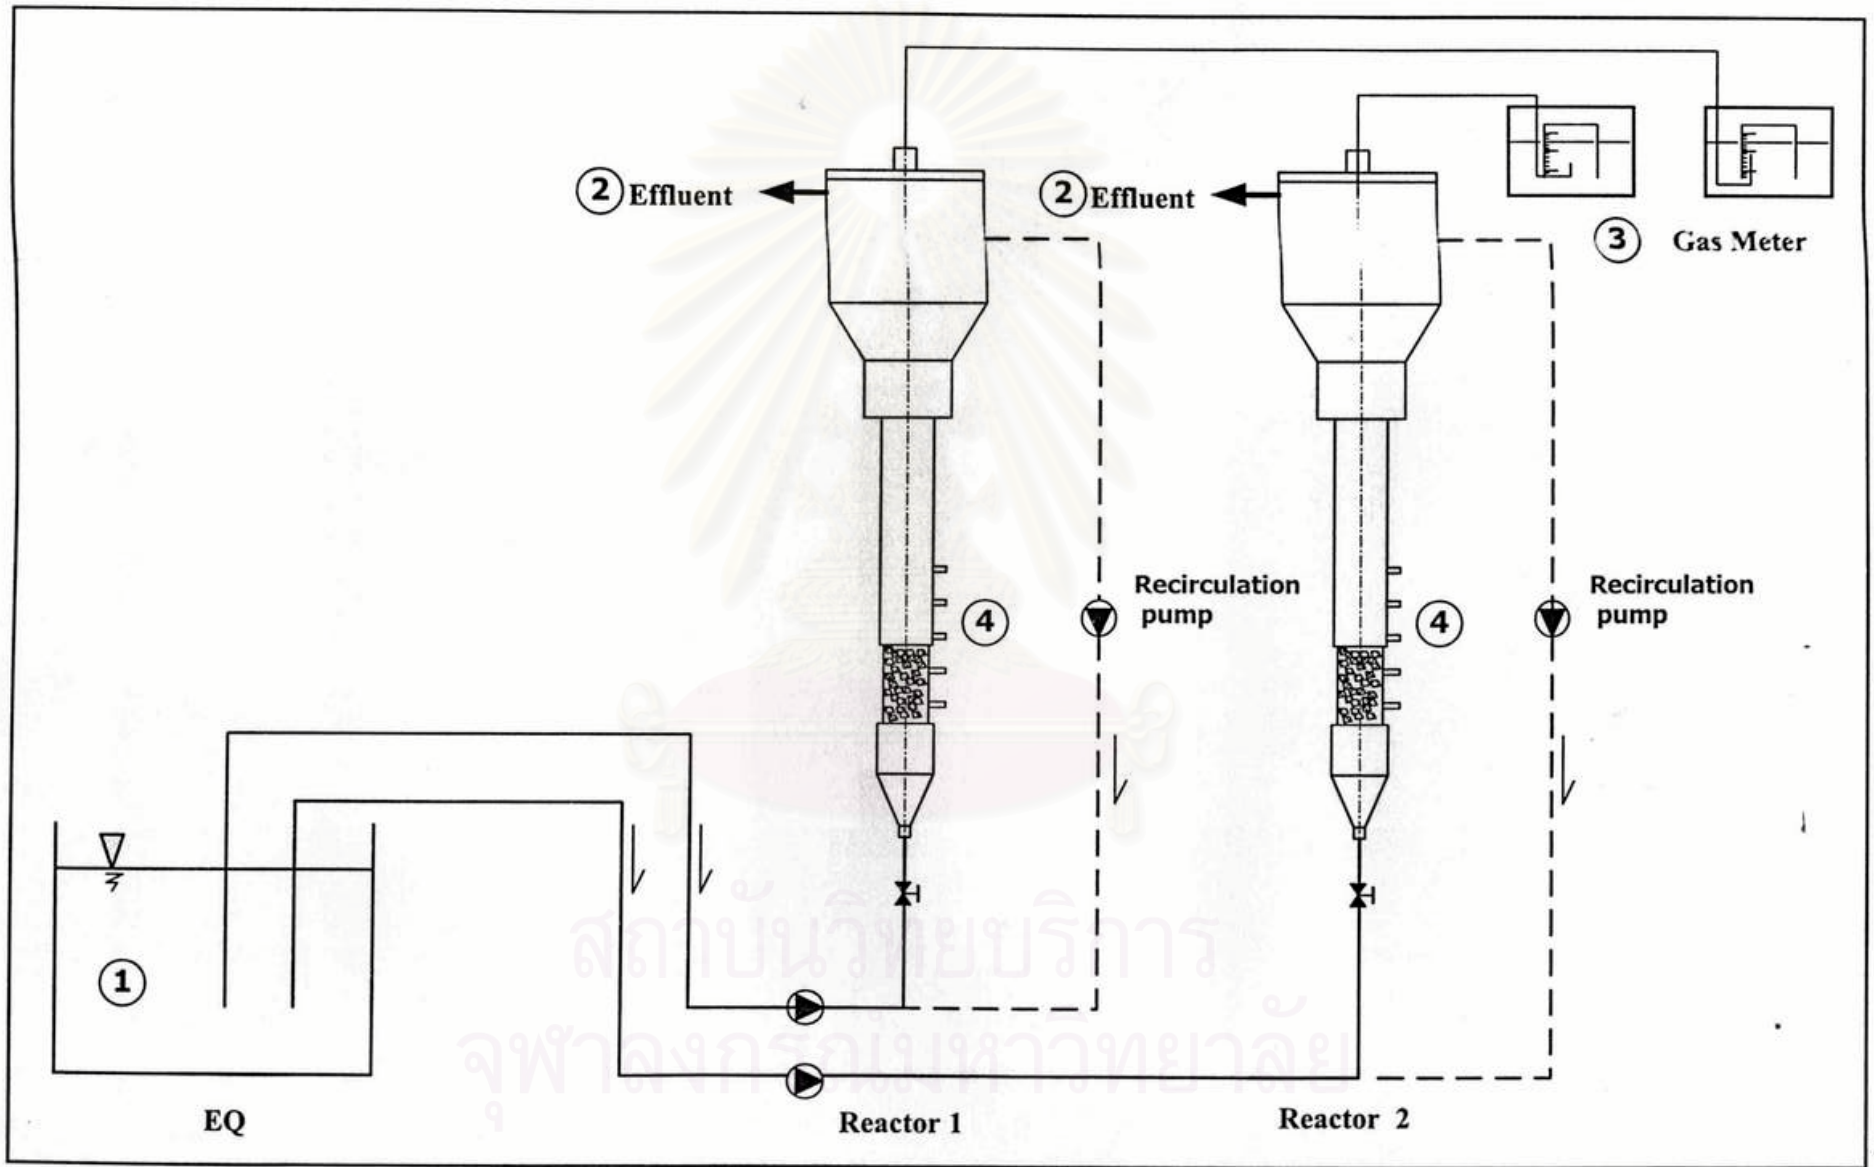 2 Effluent
2 Effluent
3 Gas Meter
4
Recirculation
pump
4
Recirculation
pump
1
สถาบันวิทยบริการ
จุฬาลงกรณ์มหาวิทยาลัย
EQ
Reactor 1
Reactor 2